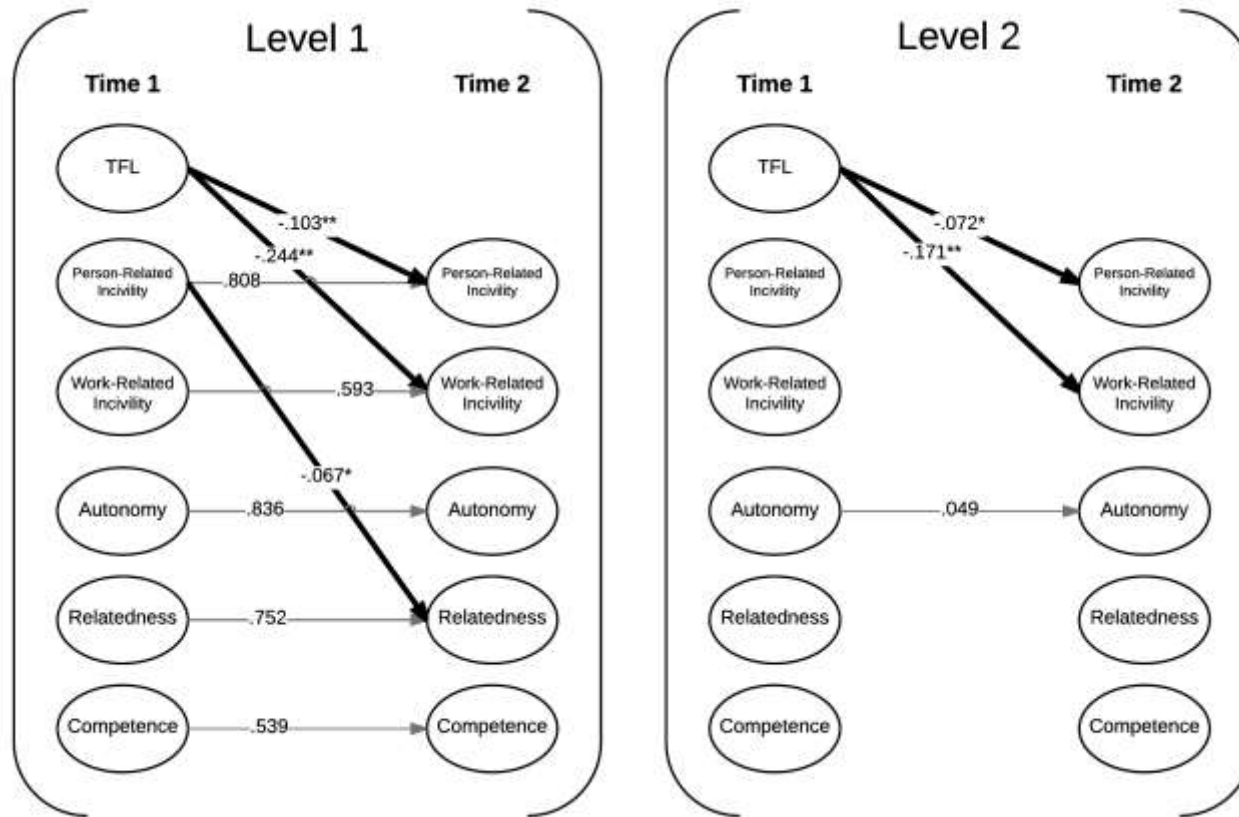 Level 1
Time 1
Time 2
TFL
-.103**
-.244**
Person-Related
Incivility
.808
Person-Related
Incivility
Work-Related
Incivility
.593
Work-Related
Incivility
-.067*
Autonomy
.836
Autonomy
Relatedness
.752
Relatedness
Competence
.539
Competence
Level 2
Time 1
Time 2
TFL
-.072*
-.171**
Person-Related
Incivility
Person-Related
Incivility
Work-Related
Incivility
Work-Related
Incivility
Autonomy
.049
Autonomy
Relatedness
Relatedness
Competence
Competence